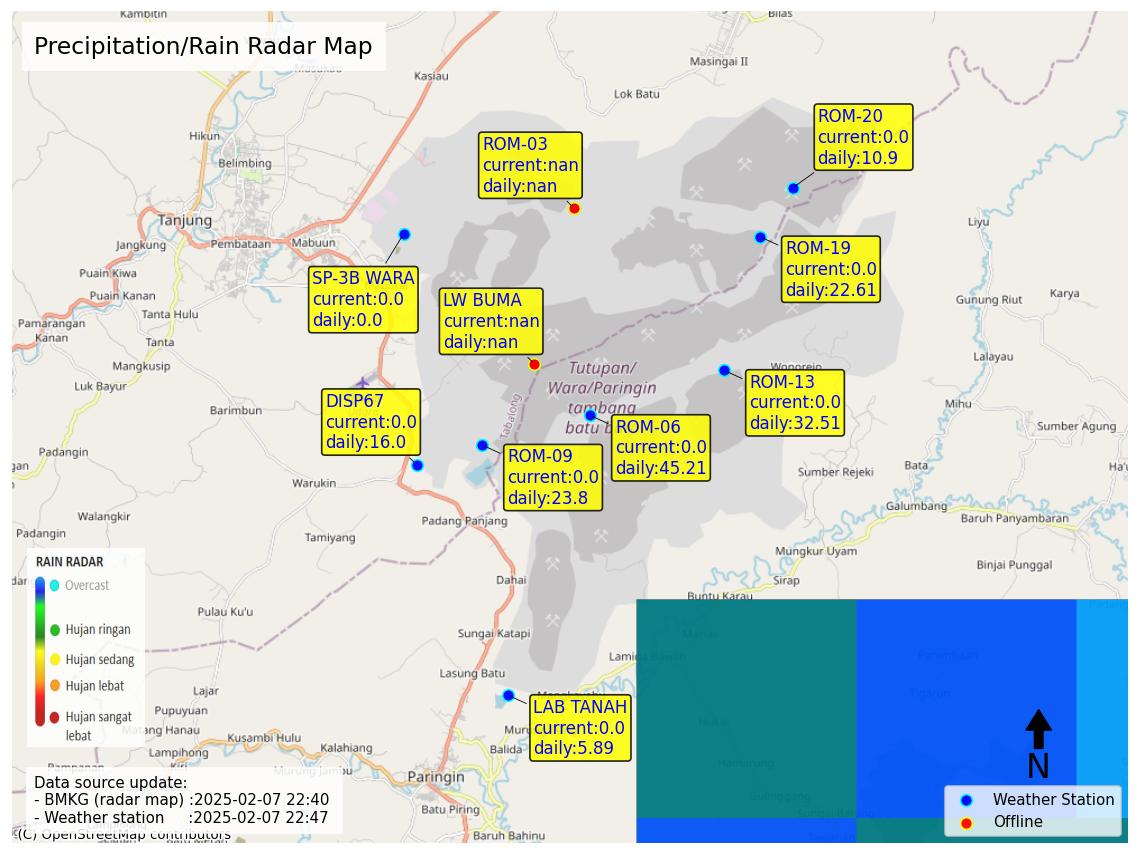 Kambitin
Bilas
Precipitation/Rain Radar Map
Masukau
Kasiau
Masingai II
Lok Batu
ROM-20
current:0.0
daily:10.9
Hikun
ROM-03
current:nan
daily:nan
Belimbing
Tanjung
Liyu
Jangkung
Pembataan
Mabuun
ROM-19
current:0.0
daily:22.61
Puain Kiwa
SP-3B WARA
current:0.0
daily:0.0
Puain Kanan
LW BUMA
current:nan
daily:nan
Karya
Gunung Riut
Tanta Hulu
Pamarangan
Kanan
Tanta
Lalayau
Mangkusip
Wonorejo
Tutupan/
Wara/Paringin
tambang
batu b
Luk Bayur
ROM-13
current:0.0
daily:32.51
DISP67
current:0.0
daily:16.0
Barimbun
Mihu
Tabalong
ROM-06
current:0.0
daily:45.21
Sumber Agung
ROM-09
current:0.0
daily:23.8
gan
Padangin
Bata
Ha'u
Sumber Rejeki
Warukin
Galumbang
Walangkir
Padang Panjang
Baruh Panyambaran
Padangin
Tamiyang
Mungkur Uyam
Binjai Punggal
RAIN RADAR
Overcast
Hujan ringan
Hujan sedang
Hujan lebat
Hujan sangat
lebat
Dahai
Sirap
Buntu Karau
Pulau Ku'u
Sungai Katapi
Lasung Batu
Lajar
LAB TANAH
current:0.0
daily:5.89
Pupuyuan
Matang Hanau
Kusambi Hulu
Balida
Lampihong
Kalahiang
Kiri
Murung Jambu
Paringin
N
Data source update:
- BMKG (radar map) :2025-02-07 22:40
- Weather station :2025-02-07 22:47
Batu Piring
Weather Station
Offline
(C) OpenStreetMap contributors
Baruh Bahinu